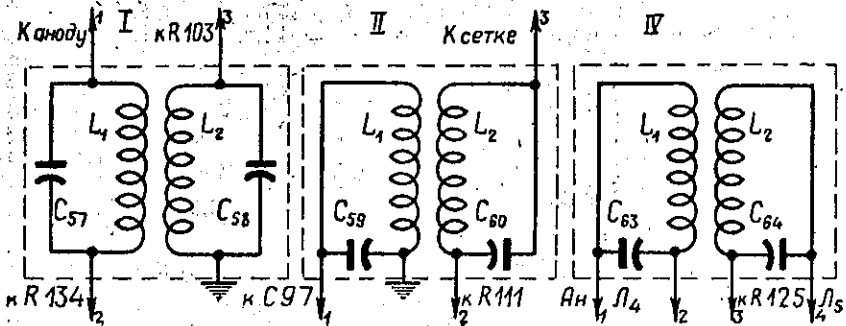 1 I 3 II 3 IV
К аноду к R103 К сетке
L1 L2 L1 L2 L1 L2
C57 C58 C59 C60 C63 C64
к R134 2 к C97 1 2 к R111 Ан 1 Л4 2 3 к R125 4 Л5